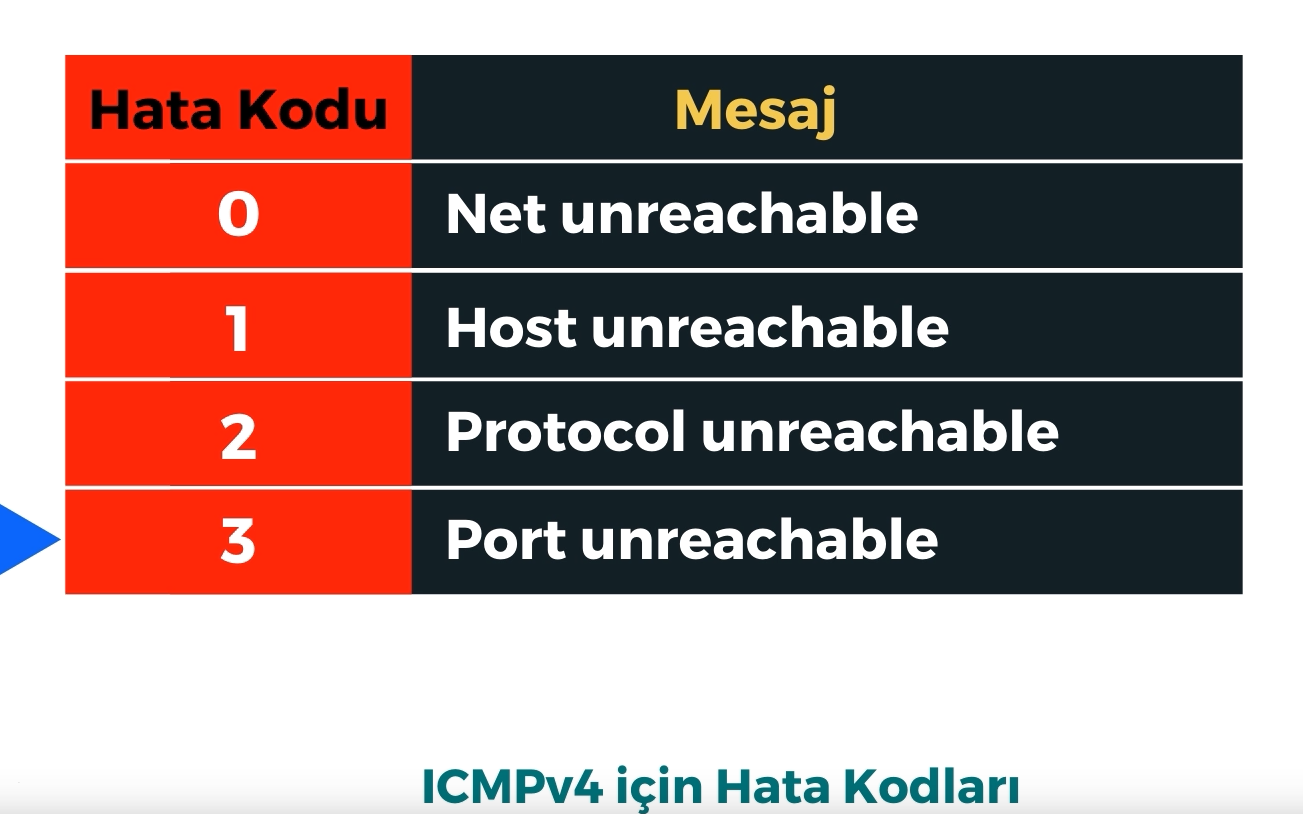 Hata Kodu Mesaj
0 Net unreachable
1 Host unreachable
2 Protocol unreachable
3 Port unreachable
ICMPv4 için Hata Kodları